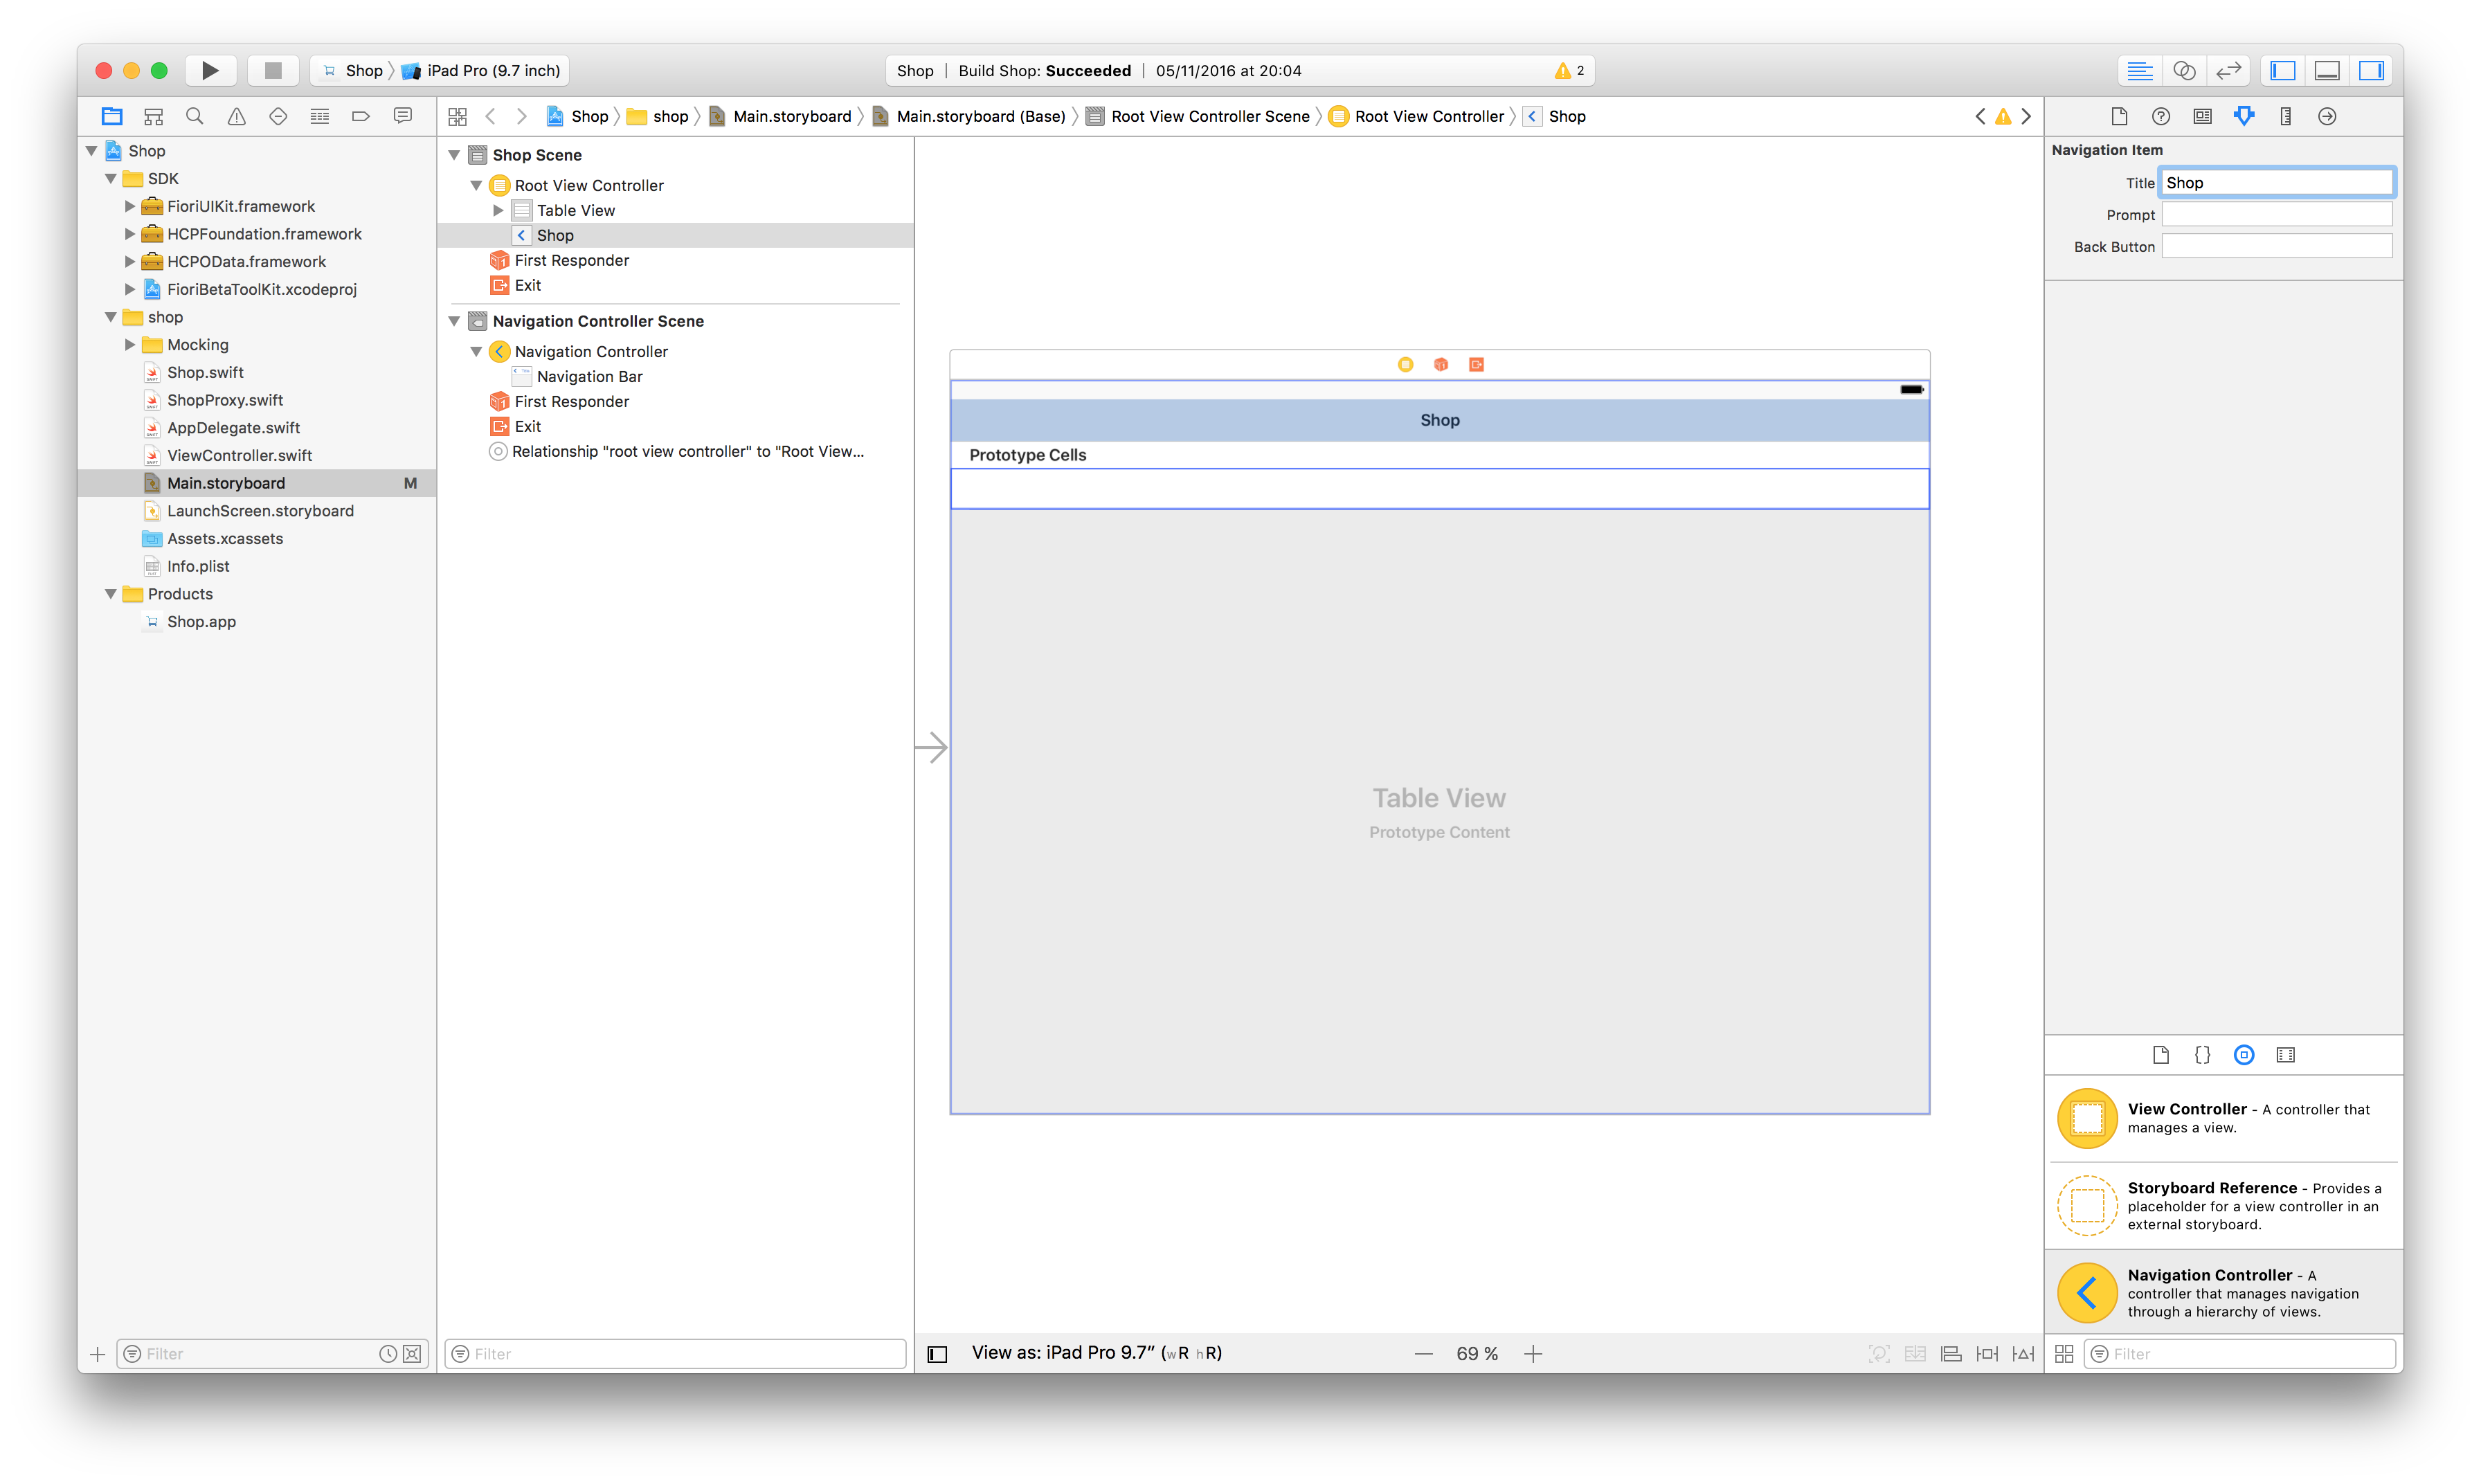 Shop iPad Pro (9.7 inch)
Shop | Build Shop: Succeeded | 05/11/2016 at 20:04
2
Shop
SDK
FioriUIKit.framework
HCPFoundation.framework
HCPOData.framework
FioriBetaToolKit.xcodeproj
shop
Mocking
Shop.swift
ShopProxy.swift
AppDelegate.swift
ViewController.swift
Main.storyboard M
LaunchScreen.storyboard
Assets.xcassets
Info.plist
Products
Shop.app
Filter
Shop shop Main.storyboard Main.storyboard (Base) Root View Controller Scene Root View Controller Shop
Shop Scene
Root View Controller
Table View
Shop
First Responder
Exit
Navigation Controller Scene
Navigation Controller
Navigation Bar
First Responder
Exit
Relationship "root view controller" to "Root View...
Filter
Shop
Prototype Cells
Table View
Prototype Content
View as: iPad Pro 9.7” (wR hR)
69 %
Navigation Item
Title Shop
Prompt
Back Button
View Controller - A controller that
manages a view.
Storyboard Reference - Provides a
placeholder for a view controller in an
external storyboard.
Navigation Controller - A
controller that manages navigation
through a hierarchy of views.
Filter